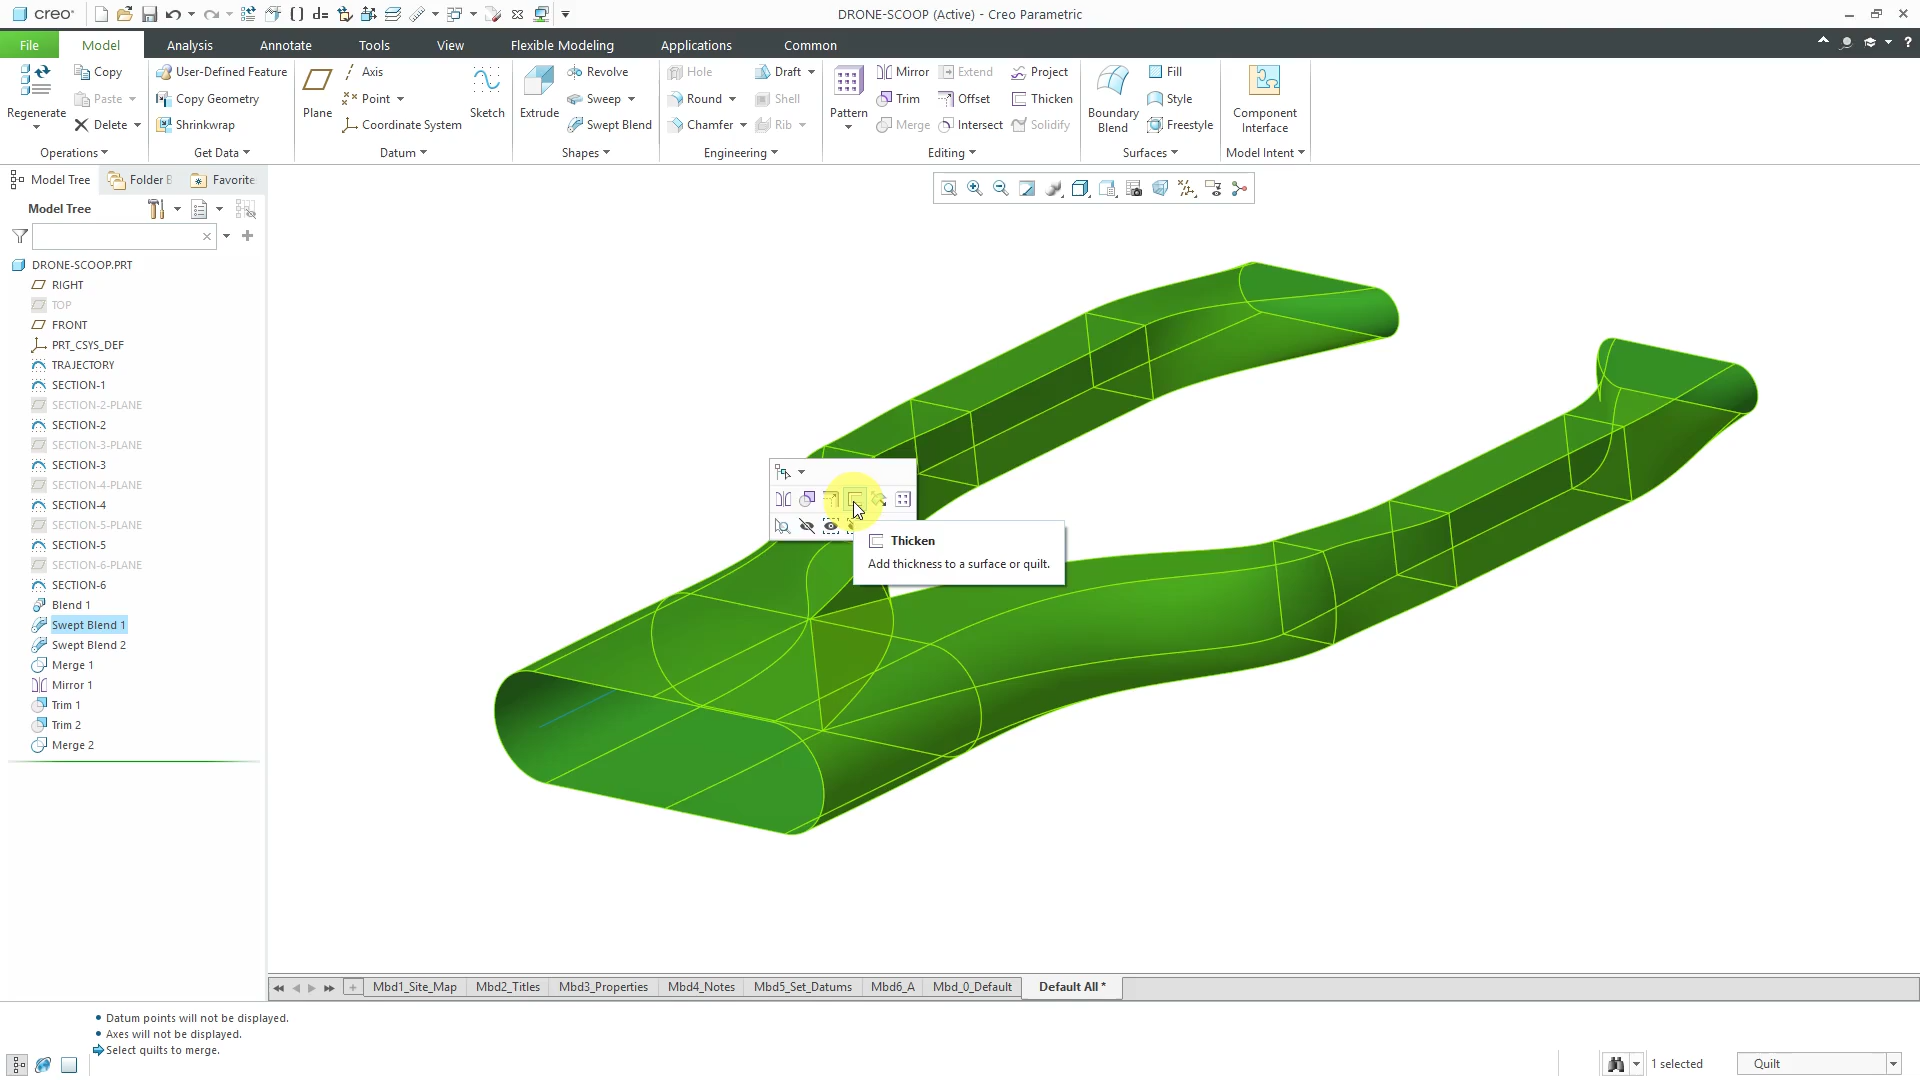 creo
DRONE-SCOOP (Active) - Creo Parametric
File
Model
Analysis
Annotate
Tools
View
Flexible Modeling
Applications
Common
Regenerate
Copy
Paste
Delete
Operations
User-Defined Feature
Copy Geometry
Shrinkwrap
Get Data
Plane
Axis
Point
Coordinate System
Sketch
Datum
Extrude
Revolve
Sweep
Swept Blend
Shapes
Hole
Round
Chamfer
Draft
Shell
Rib
Engineering
Pattern
Mirror
Trim
Merge
Extend
Offset
Intersect
Project
Thicken
Solidify
Editing
Boundary
Blend
Fill
Style
Freestyle
Surfaces
Component
Interface
Model Intent
Model Tree
Folder B
Favorite
Model Tree
DRONE-SCOOP.PRT
RIGHT
TOP
FRONT
PRT_CSYS_DEF
TRAJECTORY
SECTION-1
SECTION-2-PLANE
SECTION-2
SECTION-3-PLANE
SECTION-3
SECTION-4-PLANE
SECTION-4
SECTION-5-PLANE
SECTION-5
SECTION-6-PLANE
SECTION-6
Blend 1
Swept Blend 1
Swept Blend 2
Merge 1
Mirror 1
Trim 1
Trim 2
Merge 2
Thicken
Add thickness to a surface or quilt.
Mbd1_Site_Map
Mbd2_Titles
Mbd3_Properties
Mbd4_Notes
Mbd5_Set_Datums
Mbd6_A
Mbd_0_Default
Default All *
• Datum points will not be displayed.
• Axes will not be displayed.
Select quilts to merge.
1 selected
Quilt